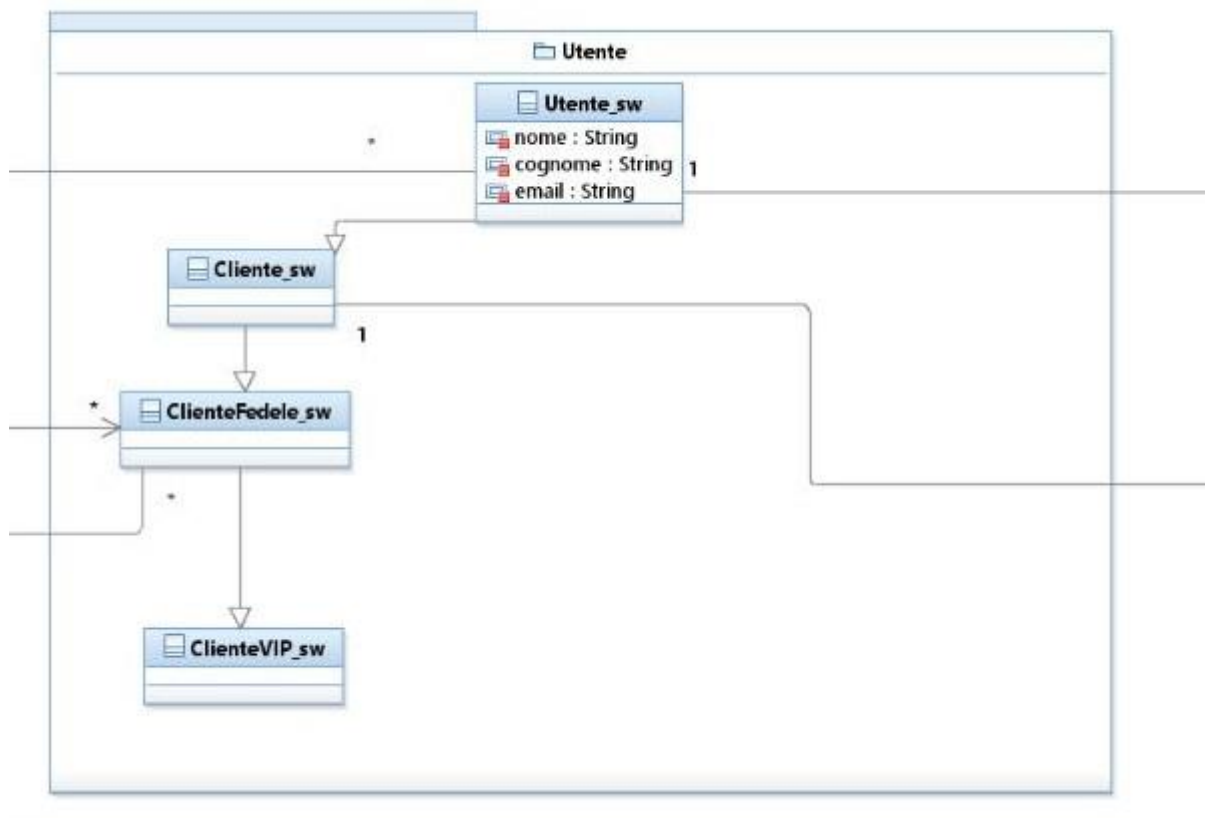 Utente
Utente_sw
*
nome : String
cognome : String
1
email : String
Cliente_sw
1
*
ClienteFedele_sw
*
ClienteVIP_sw